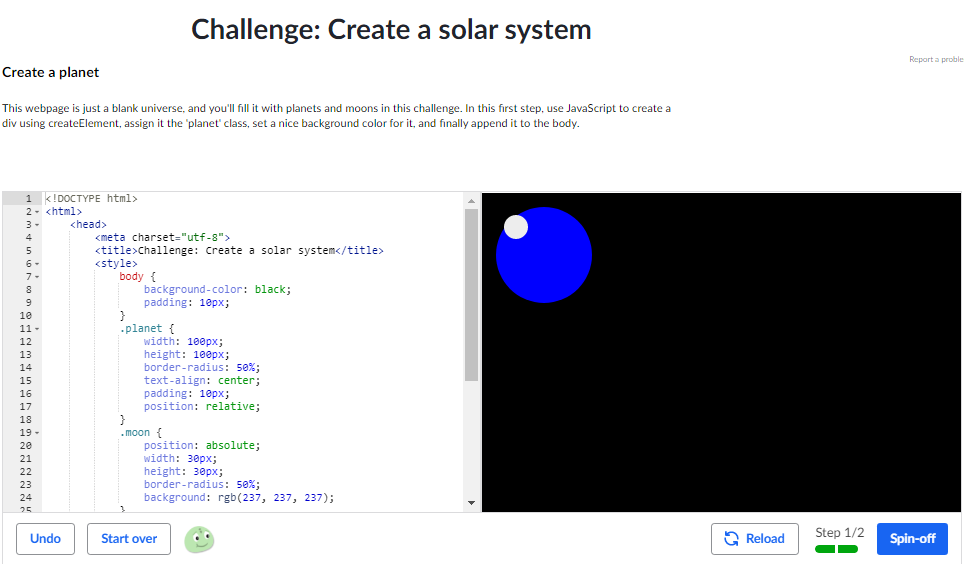 Challenge: Create a solar system
Report a proble
Create a planet
This webpage is just a blank universe, and you'll fill it with planets and moons in this challenge. In this first step, use JavaScript to create a
div using createElement, assign it the 'planet' class, set a nice background color for it, and finally append it to the body.
1 <!DOCTYPE html>
2 <html>
3 <head>
4 <meta charset="utf-8">
5 <title>Challenge: Create a solar system</title>
6 <style>
7 body {
8 background-color: black;
9 padding: 10px;
10 }
11 .planet {
12 width: 100px;
13 height: 100px;
14 border-radius: 50%;
15 text-align: center;
16 padding: 10px;
17 position: relative;
18 }
19 .moon {
20 position: absolute;
21 width: 30px;
22 height: 30px;
23 border-radius: 50%;
24 background: rgb(237, 237, 237);
25 }
Undo
Start over
Reload
Step 1/2
Spin-off